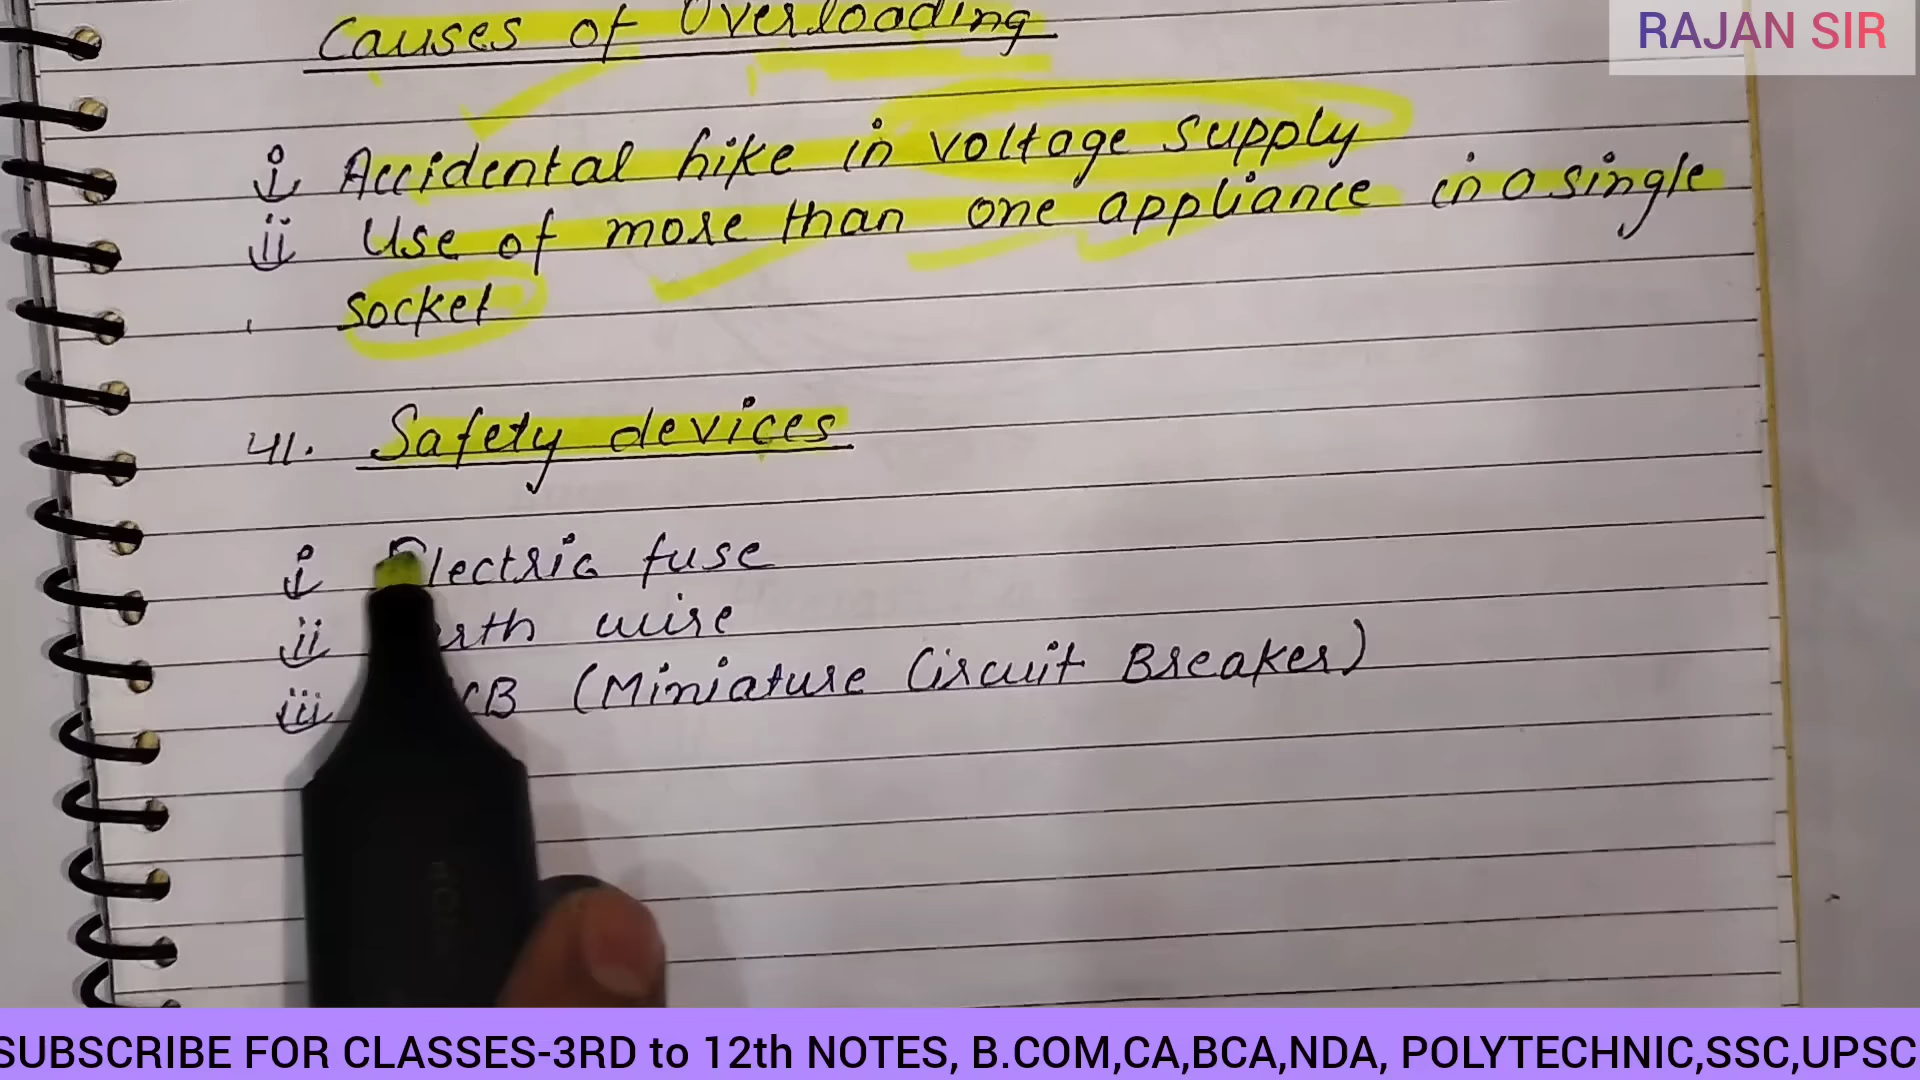 Causes of Overloading
RAJAN SIR
i Accidental hike in voltage supply
ii Use of more than one appliance in a single
socket
41. Safety devices
i Electric fuse
ii wire
iii (Miniature Circuit Breaker)
SUBSCRIBE FOR CLASSES-3RD to 12th NOTES, B.COM,CA,BCA,NDA, POLYTECHNIC,SSC,UPSC